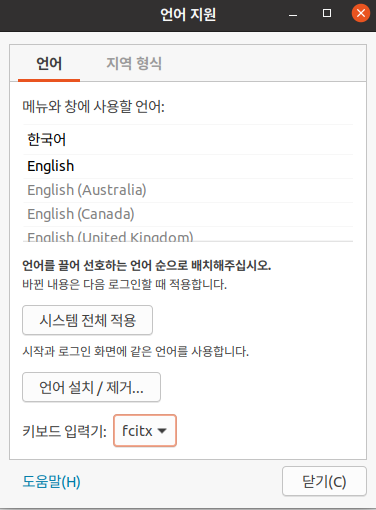 언어 지원
언어
지역 형식
메뉴와 창에 사용할 언어:
한국어
English
English (Australia)
English (Canada)
English (United Kingdom)
언어를 끌어 선호하는 언어 순으로 배치해주십시오.
바뀐 내용은 다음 로그인할 때 적용합니다.
시스템 전체 적용
시작과 로그인 화면에 같은 언어를 사용합니다.
언어 설치 / 제거...
키보드 입력기: fcitx
도움말(H)
닫기(C)